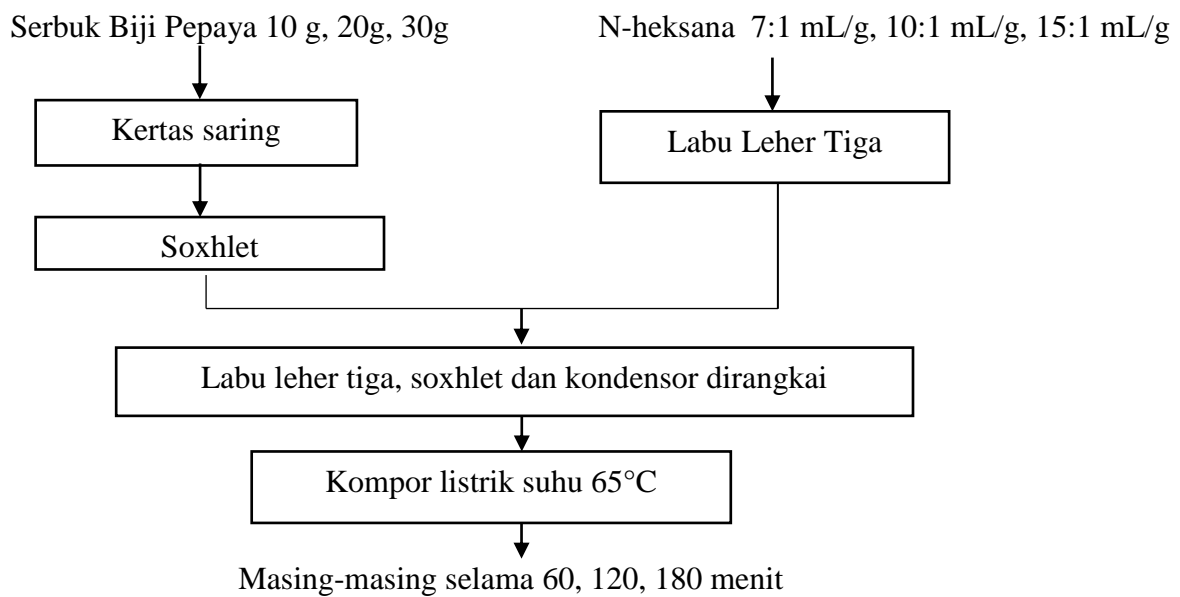 Serbuk Biji Pepaya 10 g, 20g, 30g
N-heksana 7:1 mL/g, 10:1 mL/g, 15:1 mL/g
Kertas saring
Labu Leher Tiga
Soxhlet
Labu leher tiga, soxhlet dan kondensor dirangkai
Kompor listrik suhu 65°C
Masing-masing selama 60, 120, 180 menit